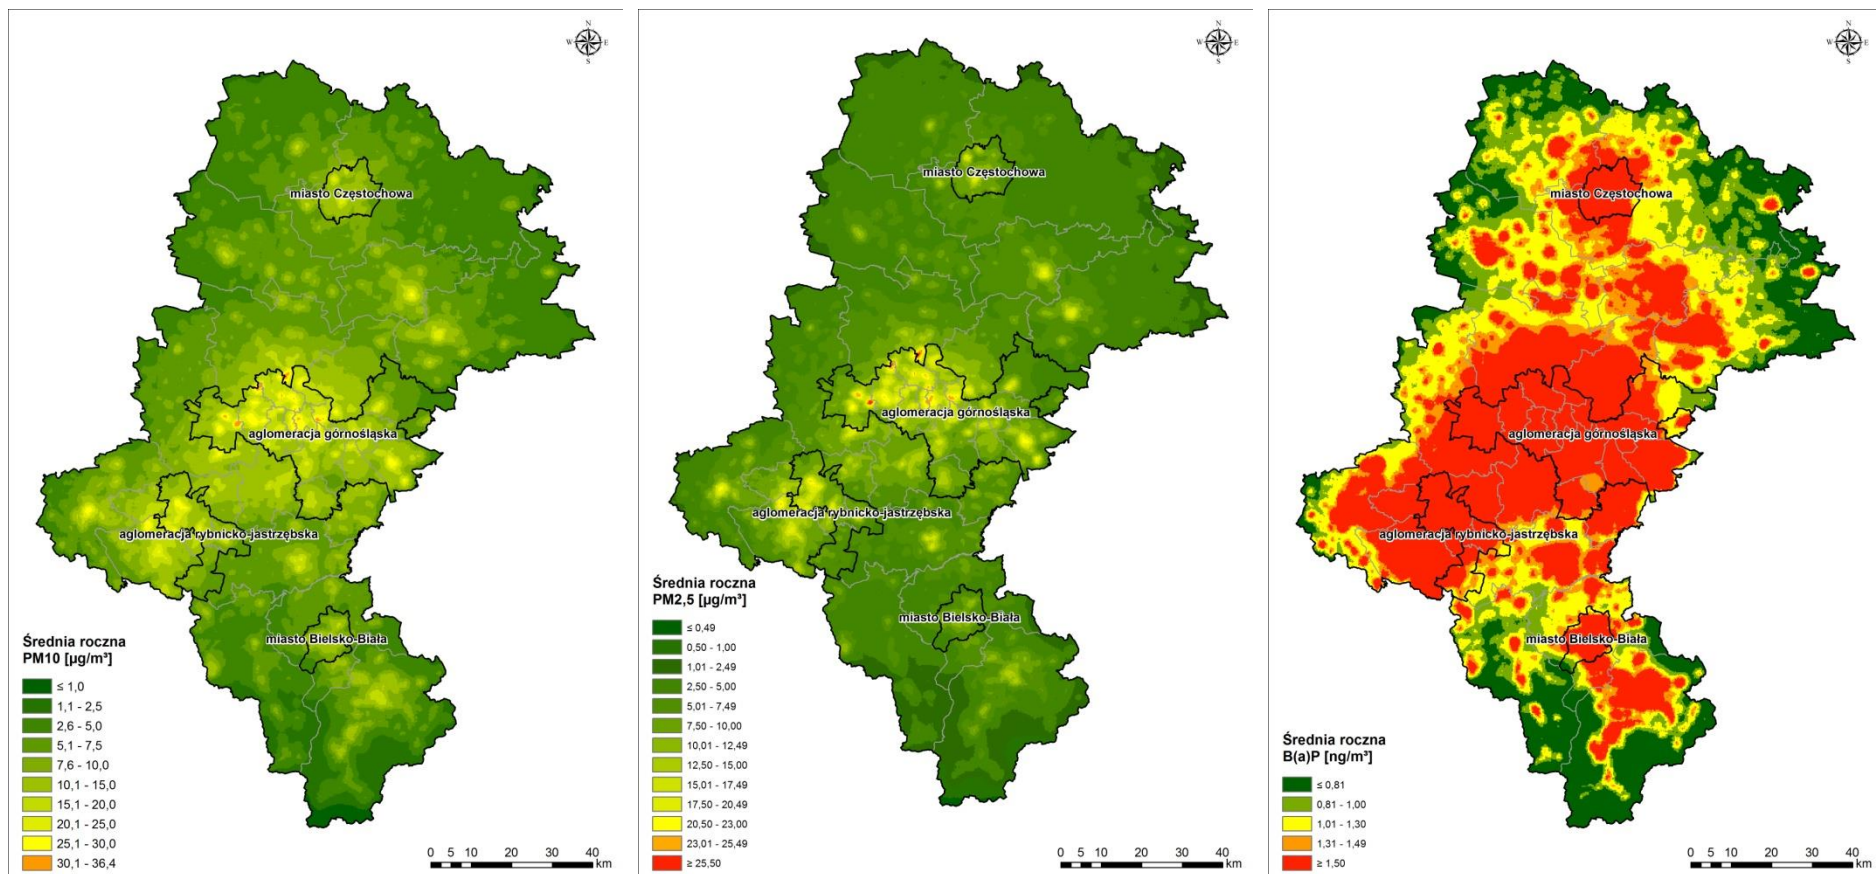 N
W E
S
miasto Częstochowa
aglomeracja górnośląska
aglomeracja rybnicko-jastrzębska
miasto Bielsko-Biała
Średnia roczna
PM10 [µg/m³]
≤ 1,0
1,1 - 2,5
2,6 - 5,0
5,1 - 7,5
7,6 - 10,0
10,1 - 15,0
15,1 - 20,0
20,1 - 25,0
25,1 - 30,0
30,1 - 36,4
0 5 10 20 30 40
km
N
W E
S
miasto Częstochowa
aglomeracja górnośląska
aglomeracja rybnicko-jastrzębska
miasto Bielsko-Biała
Średnia roczna
PM2,5 [µg/m³]
≤ 0,49
0,50 - 1,00
1,01 - 2,49
2,50 - 5,00
5,01 - 7,49
7,50 - 10,00
10,01 - 12,49
12,50 - 15,00
15,01 - 17,49
17,50 - 20,49
20,50 - 23,00
23,01 - 25,49
≥ 25,50
0 5 10 20 30 40
km
N
W E
S
miasto Częstochowa
aglomeracja górnośląska
aglomeracja rybnicko-jastrzębska
miasto Bielsko-Biała
Średnia roczna
B(a)P [ng/m³]
≤ 0,81
0,81 - 1,00
1,01 - 1,30
1,31 - 1,49
≥ 1,50
0 5 10 20 30 40
km